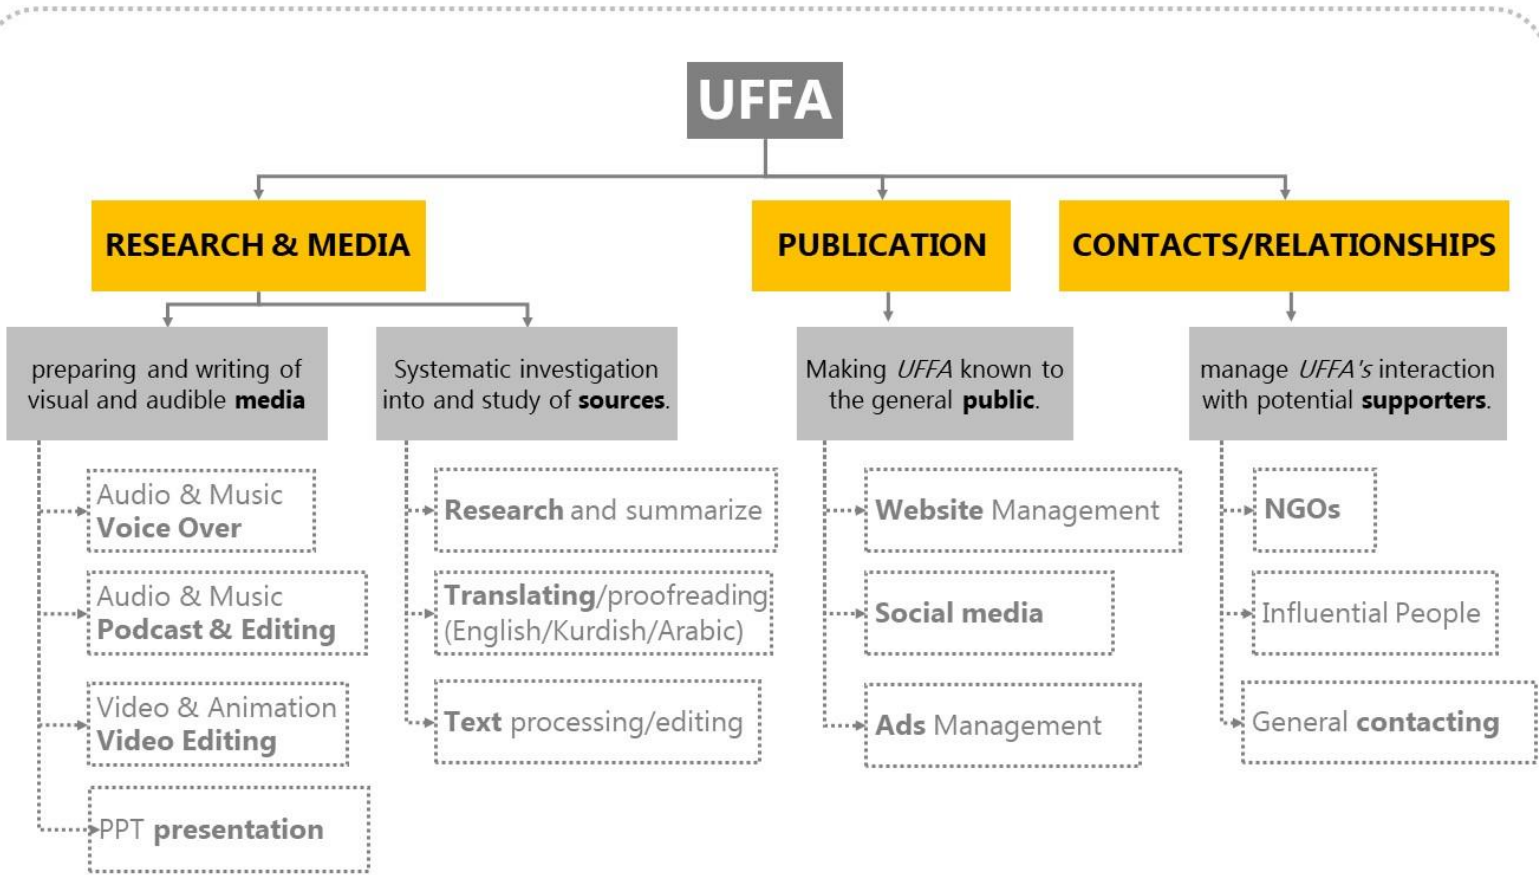 UFFA
RESEARCH & MEDIA
preparing and writing of
visual and audible media
Audio & Music
Voice Over
Audio & Music
Podcast & Editing
Video & Animation
Video Editing
PPT presentation
Systematic investigation
into and study of sources.
Research and summarize
Translating/proofreading
(English/Kurdish/Arabic)
Text processing/editing
PUBLICATION
Making UFFA known to
the general public.
Website Management
Social media
Ads Management
CONTACTS/RELATIONSHIPS
manage UFFA's interaction
with potential supporters.
NGOs
Influential People
General contacting